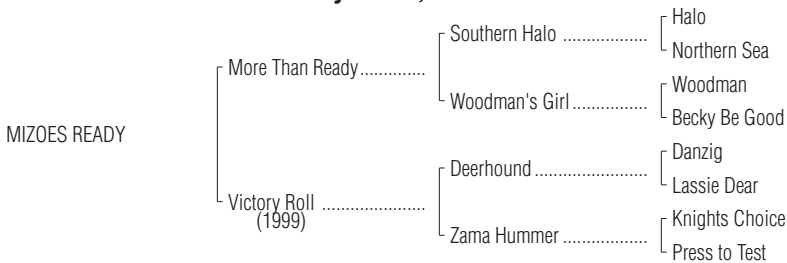 Halo
Southern Halo ..................
Northern Sea
More Than Ready..............
Woodman
Woodman's Girl................
Becky Be Good
MIZOES READY
Danzig
Deerhound ......................
Lassie Dear
Victory Roll ......................
(1999)
Knights Choice
Zama Hummer ..................
Press to Test